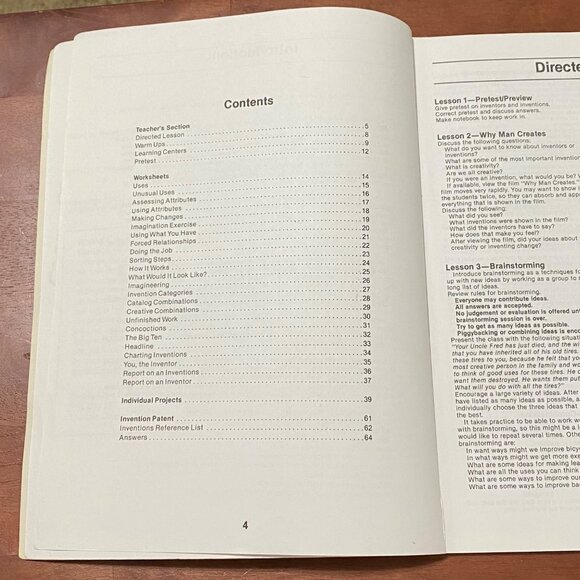 Contents
Teacher's Section
Directed Lesson 5
Warm Ups 8
Learning Centers 9
Pretest 12
Worksheets
Uses 14
Unusual Uses 15
Assessing Attributes 16
Using Attributes 17
Making Changes 18
Imagination Exercise 19
Using What You Have 20
Forced Relationships 21
Doing the Job 22
Sorting Steps 23
How It Works 24
What Would It Look Like? 25
Imagineering 26
Invention Categories 27
Catalog Combinations 28
Creative Combinations 29
Unfinished Work 30
Concoctions 31
The Big Ten 32
Headline 33
Charting Inventions 34
You, the Inventor 35
Report on an Inventions 36
Report on an Inventor 37
Individual Projects 39
Invention Patent 61
Inventions Reference List 62
Answers 64
4
Directe
Lesson 1—Pretest/Preview
Give pretest on inventors and inventions.
Correct pretest and discuss answers.
Make notebook to keep work in.
Lesson 2—Why Man Creates
Discuss the following questions:
What do you want to know about inventors or
inventions?
What are some of the most important invention
What is creativity?
Are we all creative?
If you were an invention, what would you be?
If available, view the film "Why Man Creates."
film moves very rapidly. You may want to show i
the students twice, so they can absorb and app
everything that is shown in the film.
Discuss the following:
What did you see?
What inventions were shown in the film?
What did the inventors have to say?
How does that make you feel?
After viewing the film, did your ideas about
creativity or inventing change?
Lesson 3—Brainstorming
Introduce brainstorming as a techniques fo
up with new ideas by working as a group to
long list of ideas.
Review rules for brainstorming.
Everyone may contribute ideas.
All answers are accepted.
No judgement or evaluation is offered unt
brainstorming session is over.
Try to get as many ideas as possible.
Piggybacking or combining ideas is enco
Present the class with the following situatio
"Your Uncle Fred has just died, and the wi
that you have inherited all of his old tires.
these tires to you, because he felt that yo
most creative person in the family and wo
to think of good uses for these tires. He d
want them destroyed. He wants them put
What will you do with all the tires?"
Encourage a large variety of ideas. After
have listed as many ideas as possible, a
individually choose the three ideas that
the best.
It takes practice to be able to work w
with brainstorming, so this might be a l
would like to repeat several times. Othe
brainstorming are:
In want ways might we improve bicy
In what ways might we get more exe
What are some ideas for making lea
What are all the uses you can think
What are some ways to improve our
What are some ways to improve ba